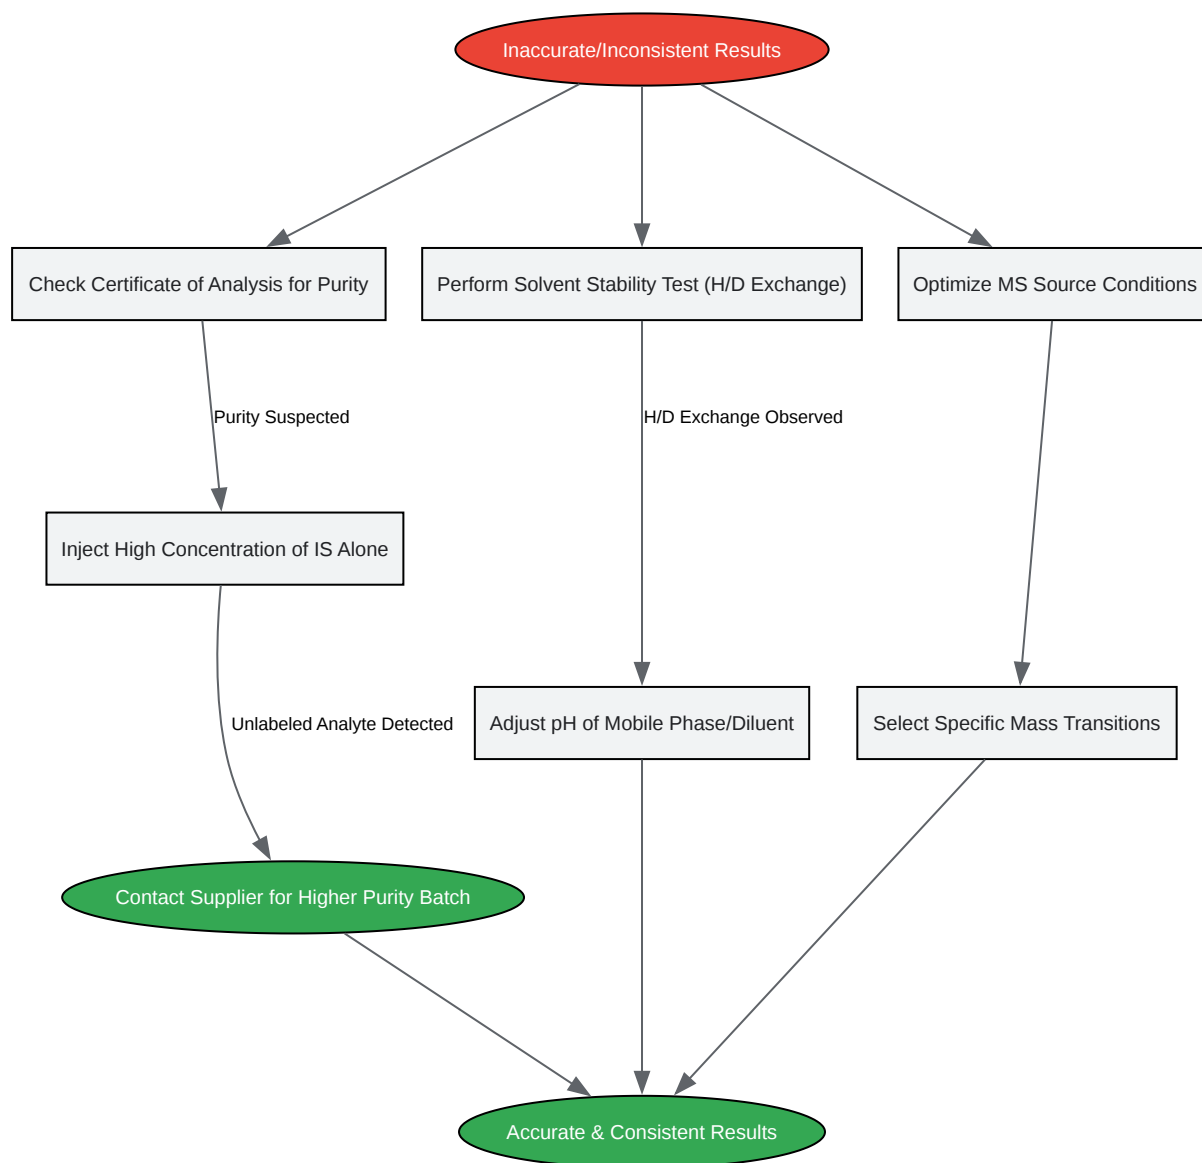 Inaccurate/Inconsistent Results
Check Certificate of Analysis for Purity
Perform Solvent Stability Test (H/D Exchange)
Optimize MS Source Conditions
Purity Suspected
H/D Exchange Observed
Inject High Concentration of IS Alone
Unlabeled Analyte Detected
Adjust pH of Mobile Phase/Diluent
Select Specific Mass Transitions
Contact Supplier for Higher Purity Batch
Accurate & Consistent Results